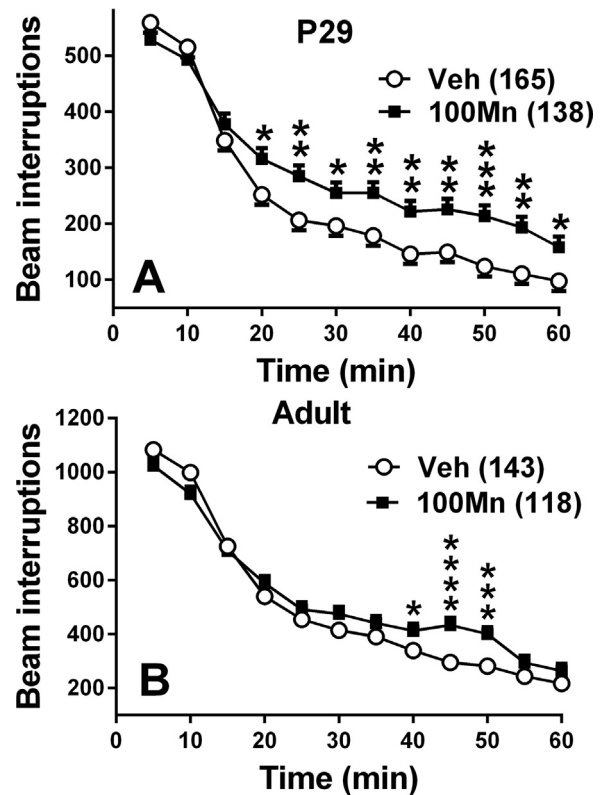 P29
Beam interruptions
500
400
300
200
100
Veh (165)
100Mn (138)
* ** * ** ** ** *** ** *
A
0 10 20 30 40 50 60
Time (min)
Adult
Beam interruptions
1200
1000
800
600
400
200
Veh (143)
100Mn (118)
* **** ***
B
0 10 20 30 40 50 60
Time (min)